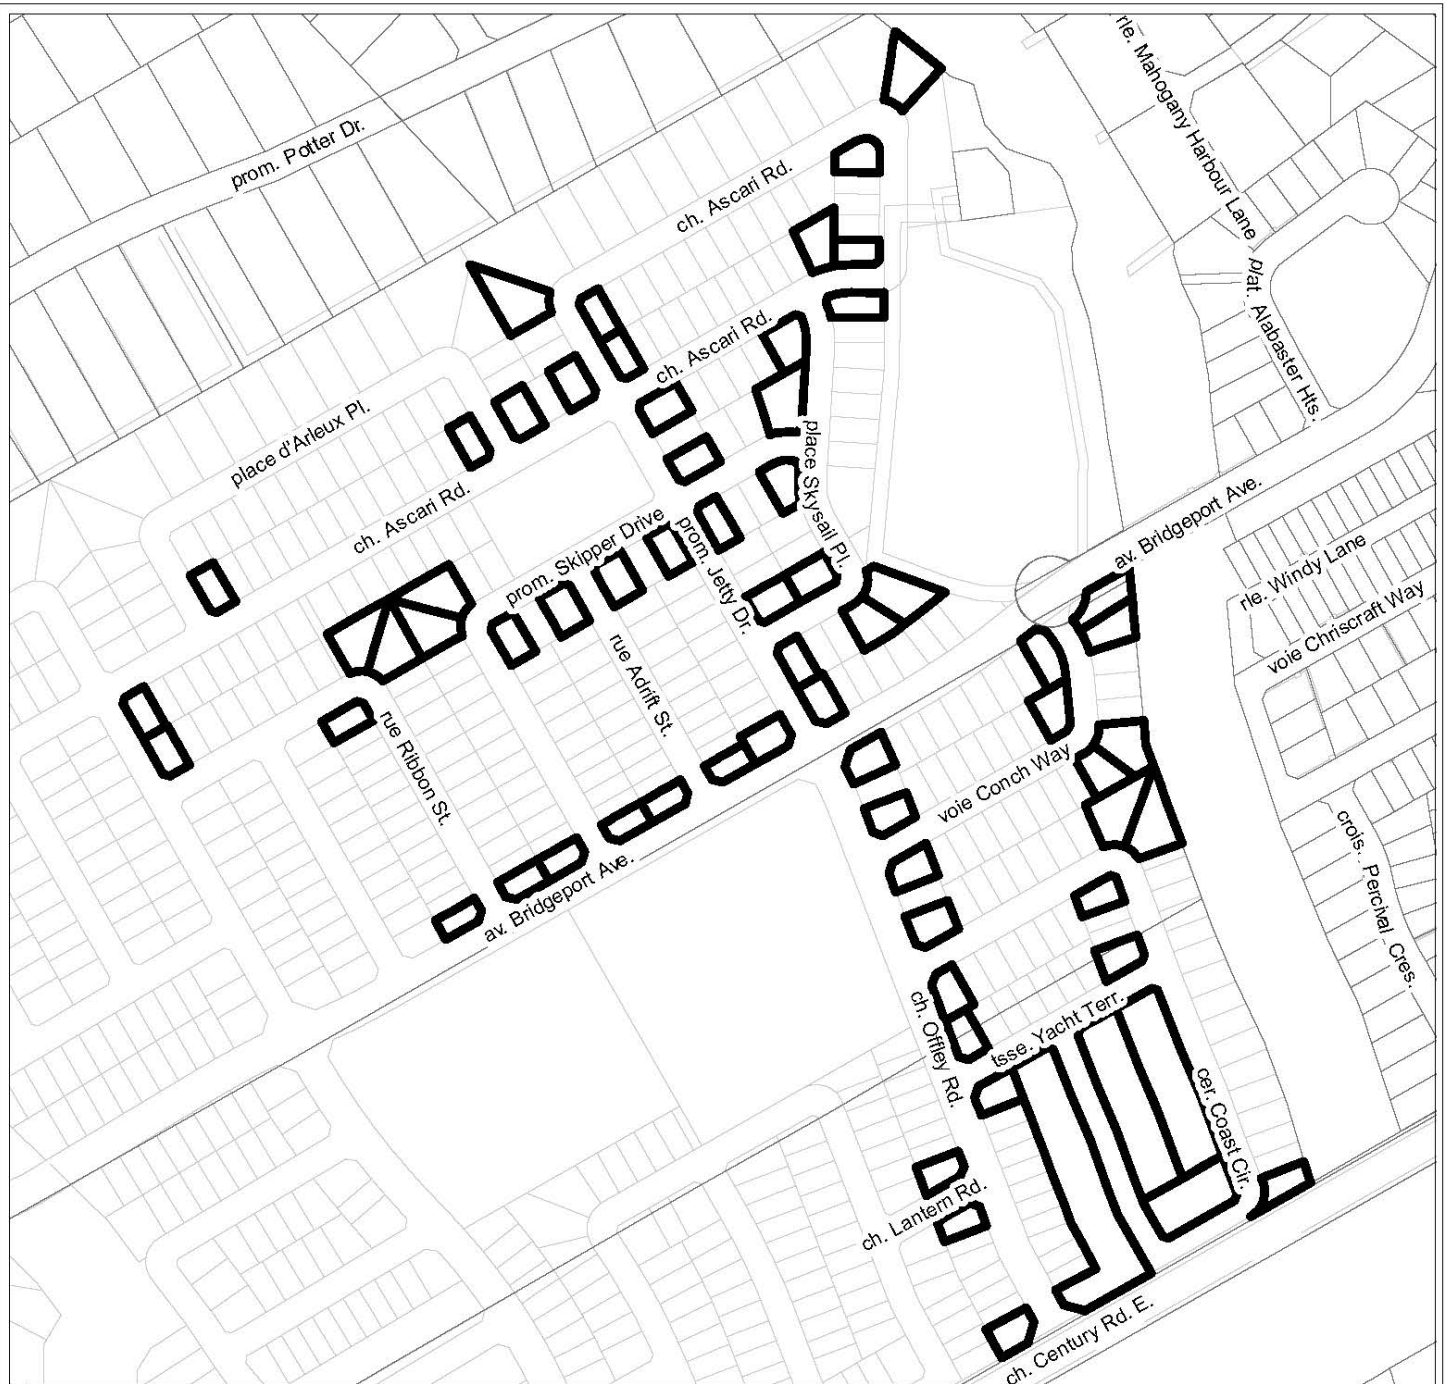 rle. Mahogany Harbour Lane
prom. Potter Dr.
ch. Ascari Rd.
plat. Alabaster Hts.
ch. Ascari Rd.
place d'Arleux Pl.
place Skysail Pl.
ch. Ascari Rd.
av. Bridgeport Ave.
prom. Skipper Drive
prom. Jetty Dr.
rle. Windy Lane
voie Chriscraft Way
rue Adrift St.
rue Ribbon St.
voie Conch Way
crois. Percival Cres.
av. Bridgeport Ave.
ch. Offley Rd.
tsse. Yacht Terr.
cer. Coast Cir.
ch. Lantern Rd.
ch. Century Rd. E.